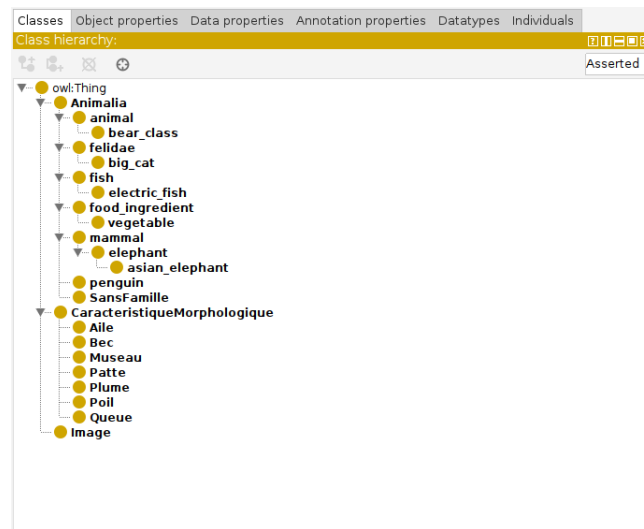 Classes Object properties Data properties Annotation properties Datatypes Individuals
Class hierarchy:
Asserted
owl:Thing
Animalia
animal
bear_class
felidae
big_cat
fish
electric_fish
food_ingredient
vegetable
mammal
elephant
asian_elephant
penguin
SansFamille
CaracteristiqueMorphologique
Aile
Bec
Museau
Patte
Plume
Poil
Queue
Image